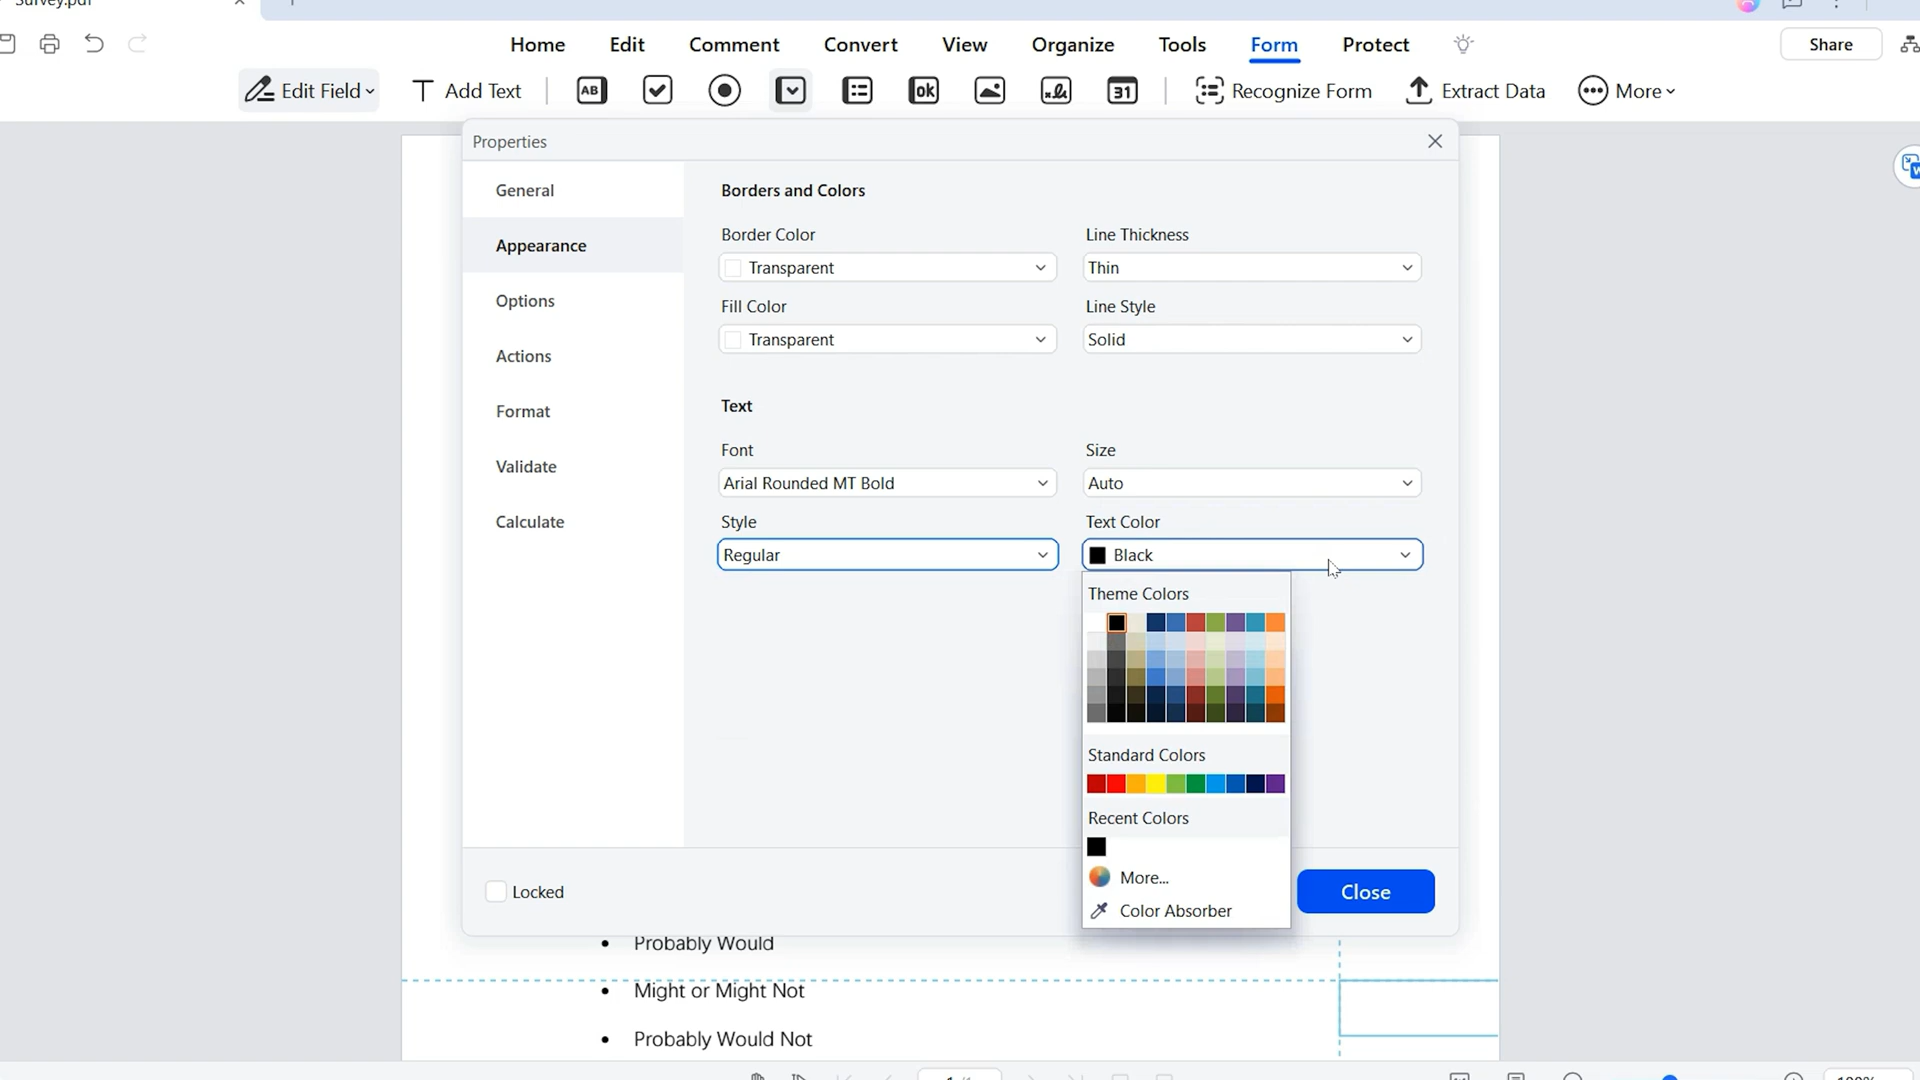 Survey.pdf
Home Edit Comment Convert View Organize Tools Form Protect
Share
Edit Field Add Text AB ok 31 Recognize Form Extract Data More
Properties
General
Appearance
Options
Actions
Format
Validate
Calculate
Borders and Colors
Border Color Line Thickness
Transparent Thin
Fill Color Line Style
Transparent Solid
Text
Font Size
Arial Rounded MT Bold Auto
Style Text Color
Regular Black
Theme Colors
Standard Colors
Recent Colors
More...
Color Absorber
Locked
Close
• Probably Would
• Might or Might Not
• Probably Would Not
100%